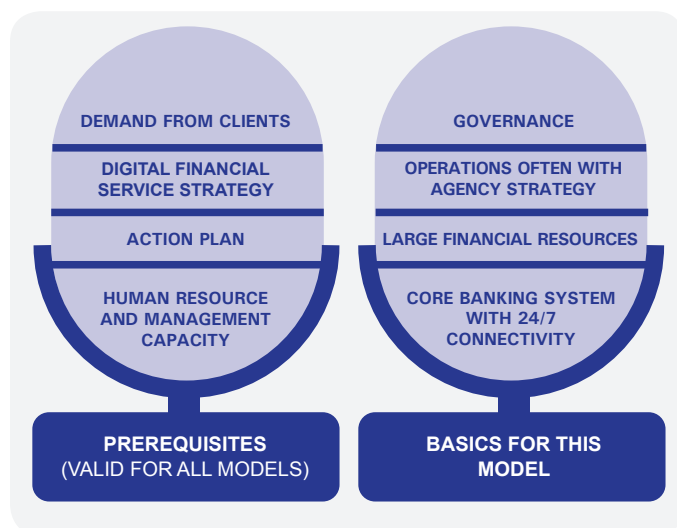 DEMAND FROM CLIENTS
DIGITAL FINANCIAL
SERVICE STRATEGY
ACTION PLAN
HUMAN RESOURCE
AND MANAGEMENT
CAPACITY
PREREQUISITES
(VALID FOR ALL MODELS)
GOVERNANCE
OPERATIONS OFTEN WITH
AGENCY STRATEGY
LARGE FINANCIAL RESOURCES
CORE BANKING SYSTEM
WITH 24/7
CONNECTIVITY
BASICS FOR THIS
MODEL